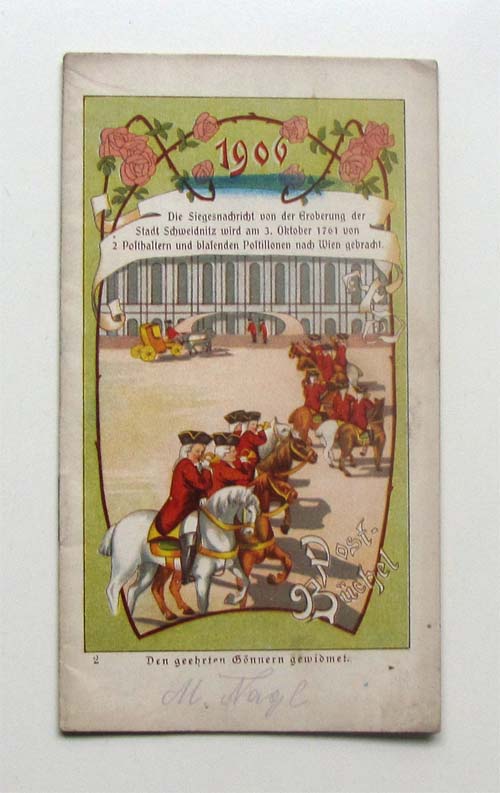 1906
Die Siegesnachricht von der Eroberung der
Stadt Schweidnitz wird am 3. Oktober 1761 von
2 Posthaltern und blasenden Postillonen nach Wien gebracht.
Post-
Büchel
2 Den geehrten Gönnern gewidmet.
M. Nagl